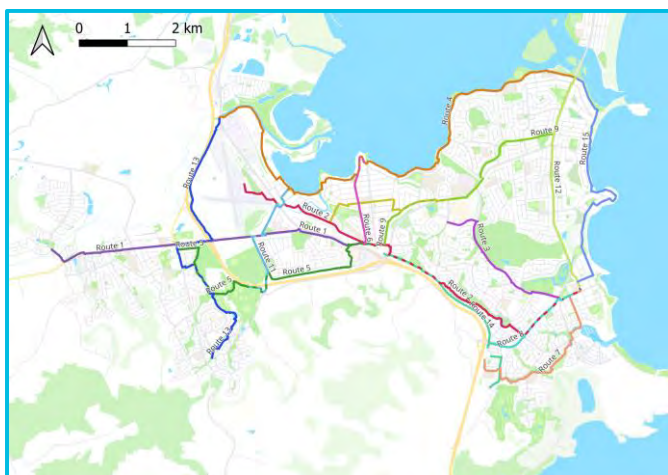 0 1 2 km
Route 4
Route 15
Route 13
Route 9
Route 12
Route 2
Route 6
Route 6
Route 1
Route 1
Route 3
Route 11
Route 5
Route 5
Route 14
Route 7
Route 13